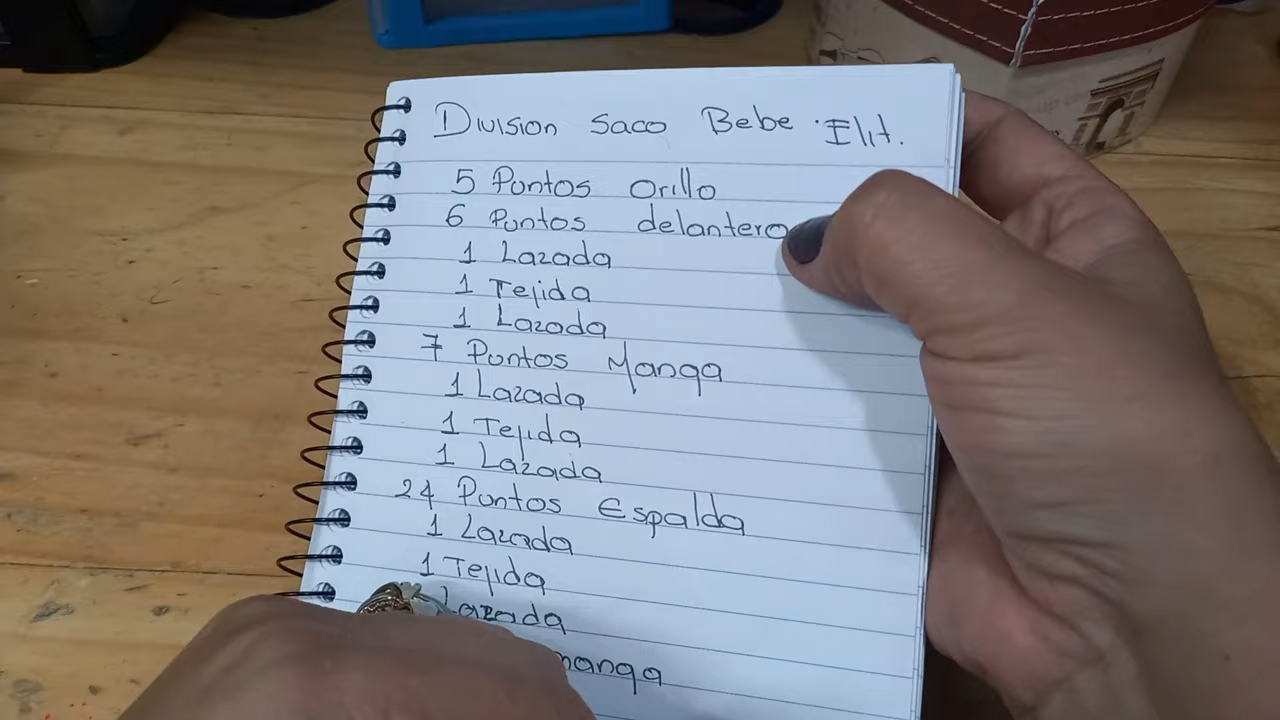 Division Saco Bebe Elit.
5 Puntos Orillo
6 Puntos delantero
1 Lazada
1 Tejida
1 Lazada
7 Puntos Manga
1 Lazada
1 Tejida
1 Lazada
24 Puntos Espalda
1 Lazada
1 Tejida
Lazada
manga